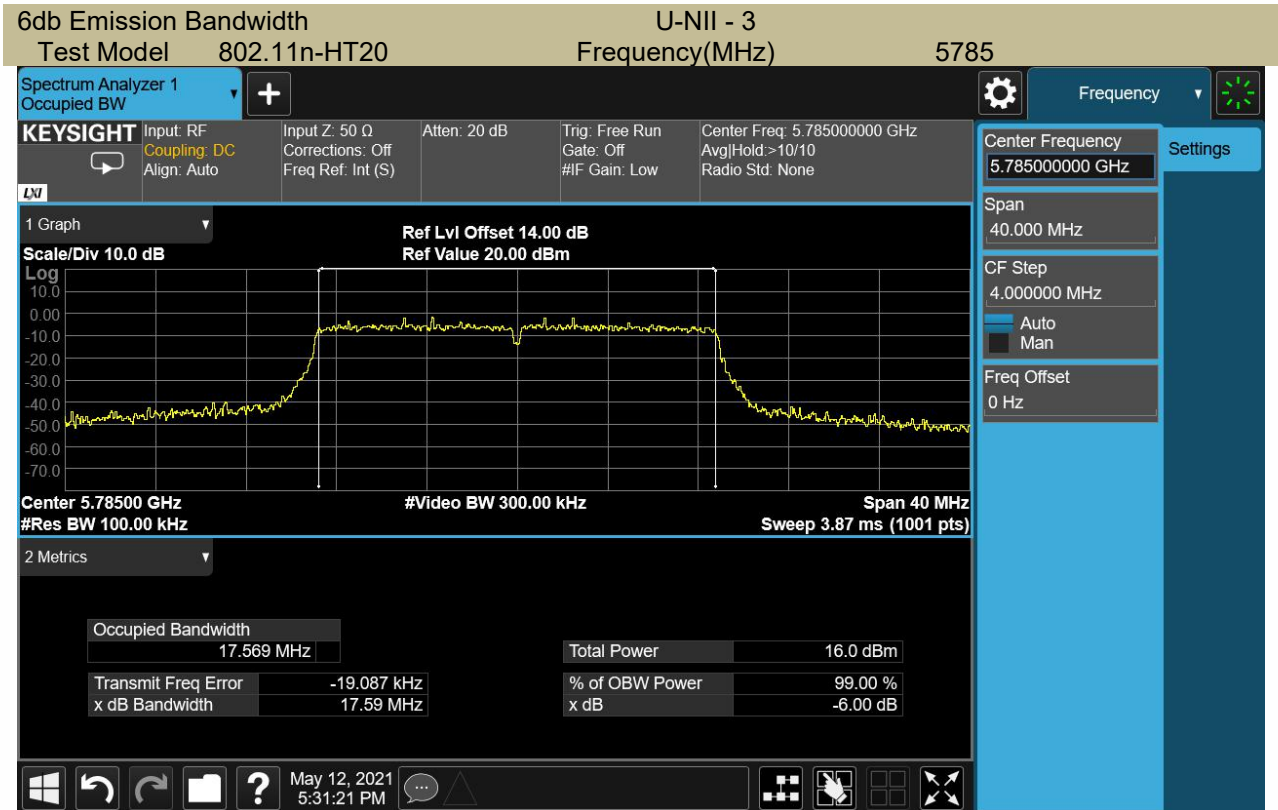 6db Emission Bandwidth U-NII - 3
Test Model 802.11n-HT20 Frequency(MHz) 5785
Spectrum Analyzer 1
Occupied BW
+
Frequency
KEYSIGHT
LXI
Input: RF
Coupling: DC
Align: Auto
Input Z: 50 Ω
Corrections: Off
Freq Ref: Int (S)
Atten: 20 dB
Trig: Free Run
Gate: Off
#IF Gain: Low
Center Freq: 5.785000000 GHz
Avg|Hold:>10/10
Radio Std: None
Center Frequency
5.785000000 GHz
Settings
Span
40.000 MHz
CF Step
4.000000 MHz
Auto
Man
Freq Offset
0 Hz
1 Graph
Scale/Div 10.0 dB
Ref Lvl Offset 14.00 dB
Ref Value 20.00 dBm
Log
10.0
0.00
-10.0
-20.0
-30.0
-40.0
-50.0
-60.0
-70.0
Center 5.78500 GHz
#Res BW 100.00 kHz
#Video BW 300.00 kHz
Span 40 MHz
Sweep 3.87 ms (1001 pts)
2 Metrics
Occupied Bandwidth
17.569 MHz
Total Power 16.0 dBm
Transmit Freq Error -19.087 kHz
% of OBW Power 99.00 %
x dB Bandwidth 17.59 MHz
x dB -6.00 dB
?
May 12, 2021
5:31:21 PM